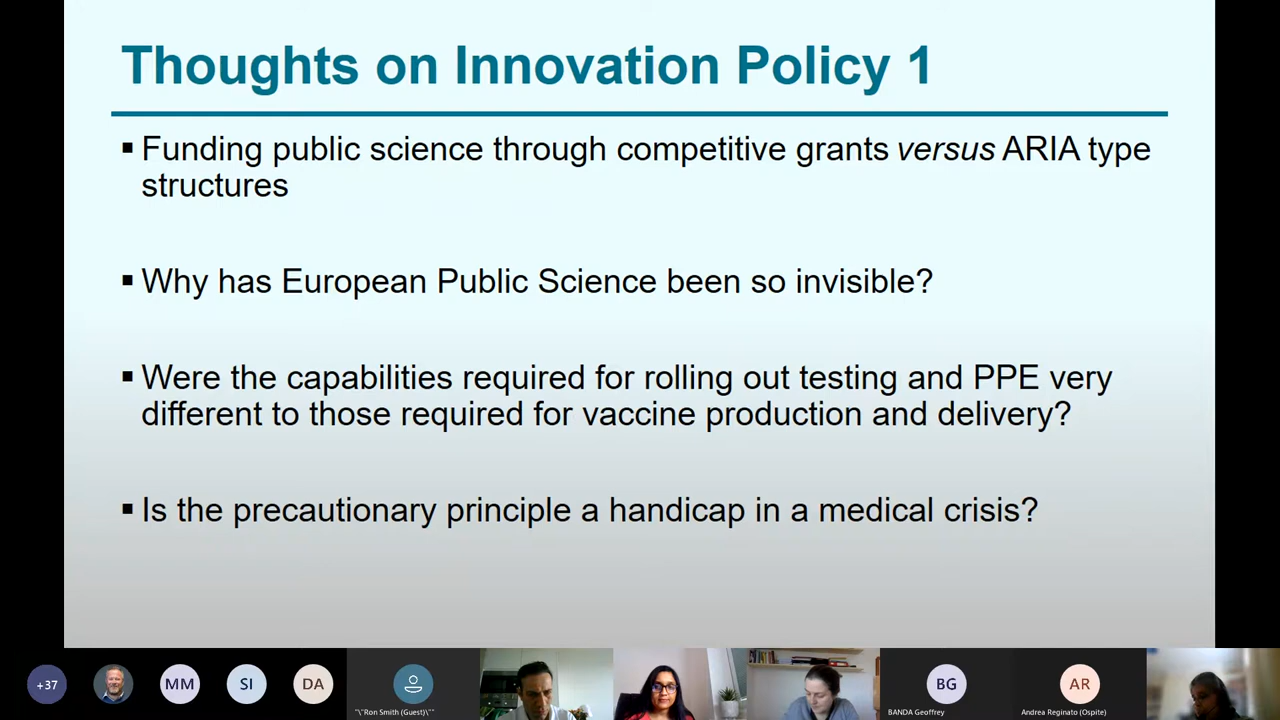 Thoughts on Innovation Policy 1
▪ Funding public science through competitive grants versus ARIA type
structures
▪ Why has European Public Science been so invisible?
▪ Were the capabilities required for rolling out testing and PPE very
different to those required for vaccine production and delivery?
▪ Is the precautionary principle a handicap in a medical crisis?
+37
MM
SI
DA
"\"Ron Smith (Guest)\""
BG
BANDA Geoffrey
AR
Andrea Reginato (Ospite)